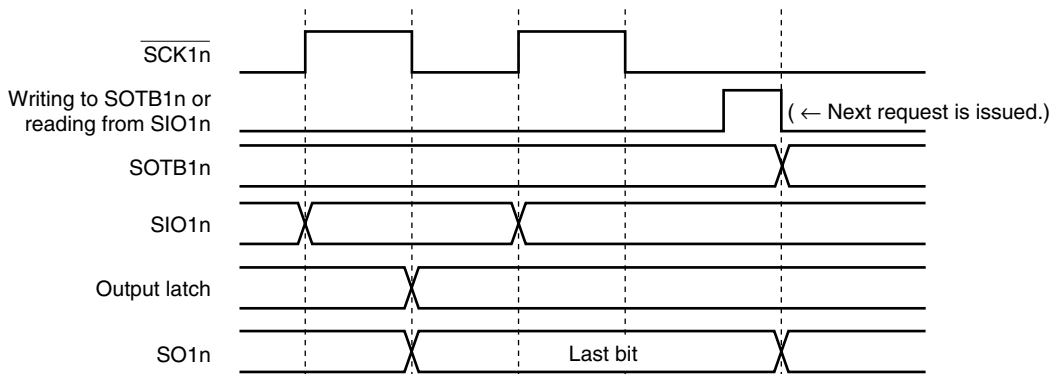 SCK1n
Writing to SOTB1n or
reading from SIO1n
( ← Next request is issued.)
SOTB1n
SIO1n
Output latch
SO1n
Last bit